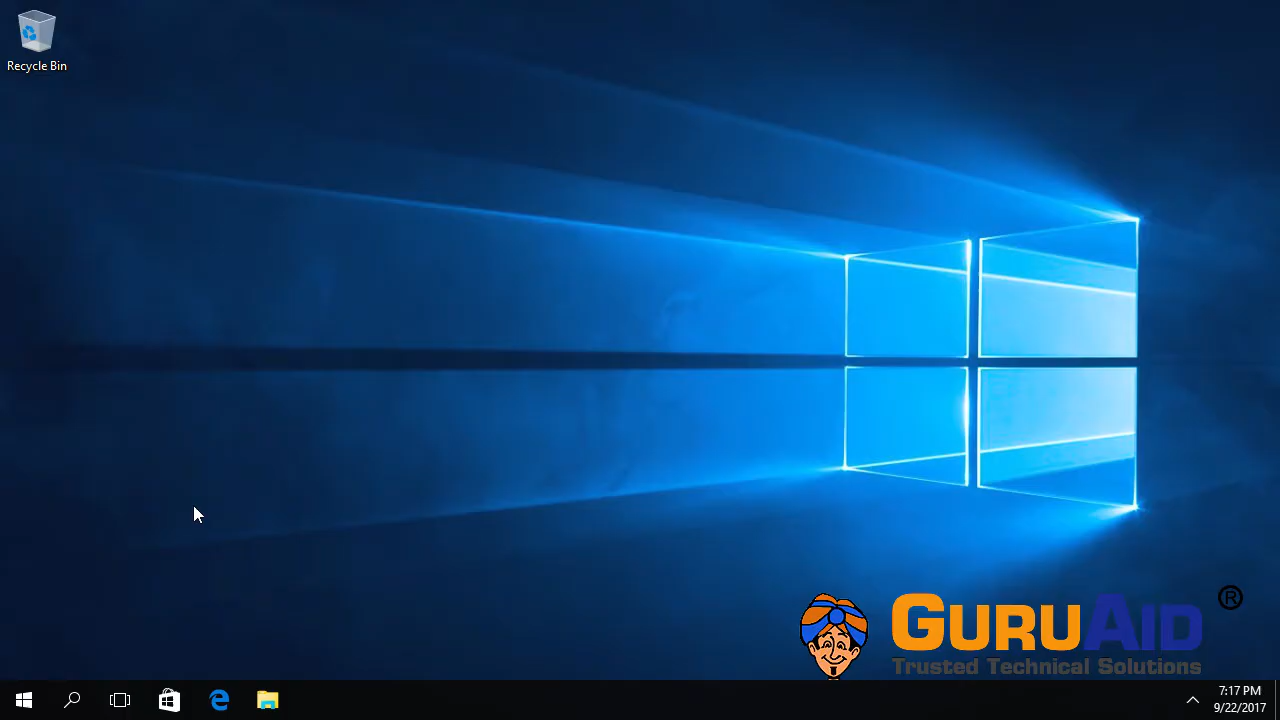 Recycle Bin
GURUAID ®
Trusted Technical Solutions
7:17 PM
9/22/2017